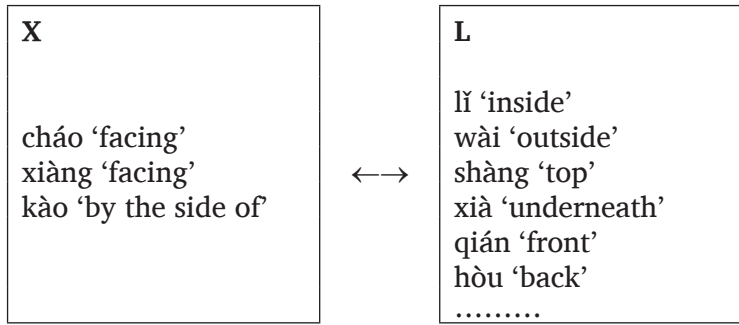 X
cháo ‘facing’
xiàng ‘facing’
kào ‘by the side of’
←→
L
lǐ ‘inside’
wài ‘outside’
shàng ‘top’
xià ‘underneath’
qián ‘front’
hòu ‘back’
………